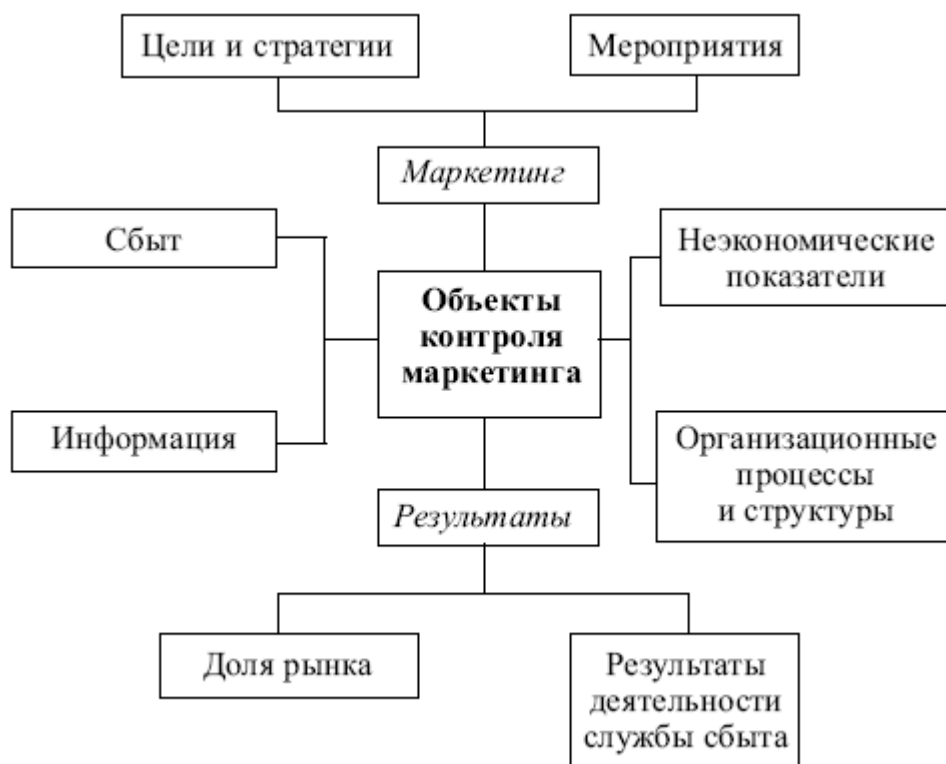 Цели и стратегии
Мероприятия
Маркетинг
Сбыт
Неэкономические
показатели
Объекты
контроля
маркетинга
Информация
Организационные
процессы
и структуры
Результаты
Доля рынка
Результаты
деятельности
службы сбыта